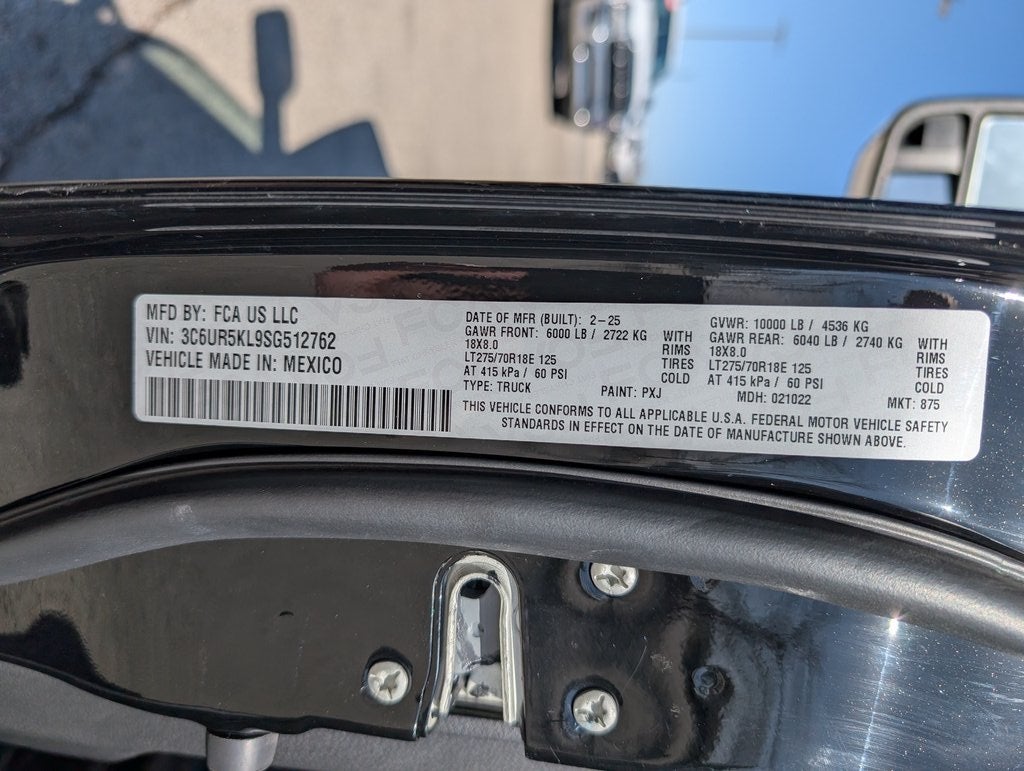 MFD BY: FCA US LLC
VIN: 3C6UR5KL9SG512762
VEHICLE MADE IN: MEXICO
DATE OF MFR (BUILT): 2-25
GAWR FRONT: 6000 LB / 2722 KG WITH
18X8.0 RIMS
LT275/70R18E 125 TIRES
AT 415 kPa / 60 PSI COLD
TYPE: TRUCK PAINT: PXJ
GVWR: 10000 LB / 4536 KG
GAWR REAR: 6040 LB / 2740 KG WITH
18X8.0 RIMS
LT275/70R18E 125 TIRES
AT 415 kPa / 60 PSI COLD
MDH: 021022 MKT: 875
THIS VEHICLE CONFORMS TO ALL APPLICABLE U.S.A. FEDERAL MOTOR VEHICLE SAFETY
STANDARDS IN EFFECT ON THE DATE OF MANUFACTURE SHOWN ABOVE.